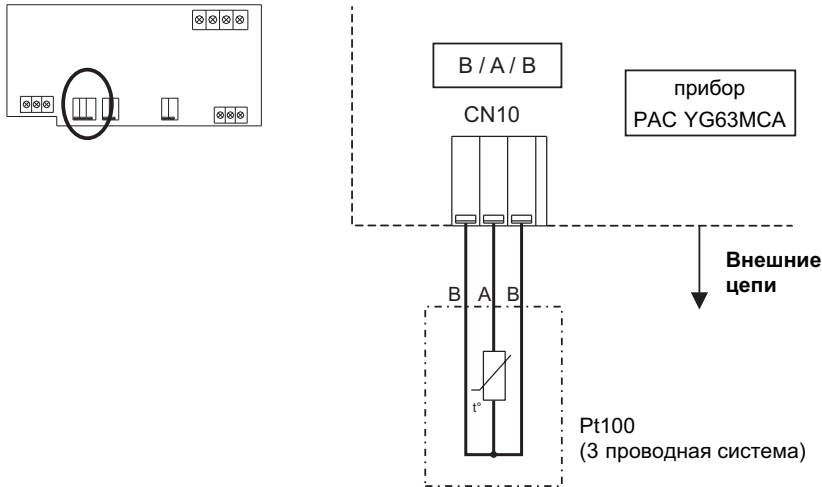 B / A / B
CN10
прибор
PAC YG63MCA
Внешние
цепи
B A B
t°
Pt100
(3 проводная система)